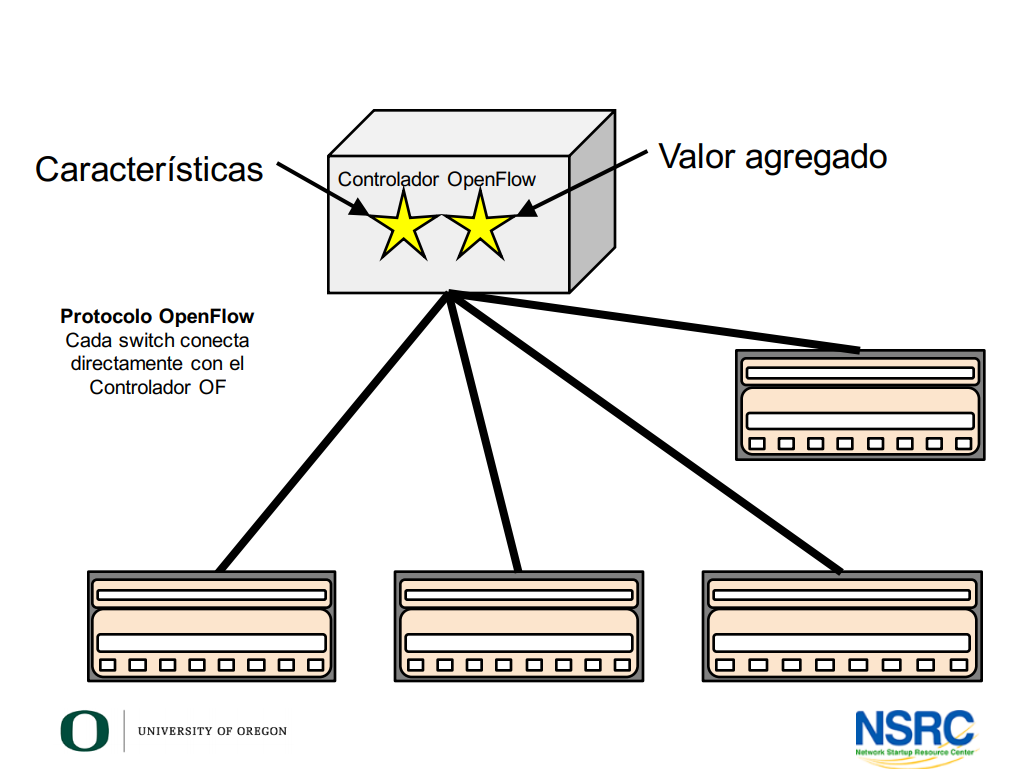 Características
Valor agregado
Controlador OpenFlow
Protocolo OpenFlow
Cada switch conecta
directamente con el
Controlador OF
O
UNIVERSITY OF OREGON
NSRC
Network Startup Resource Center